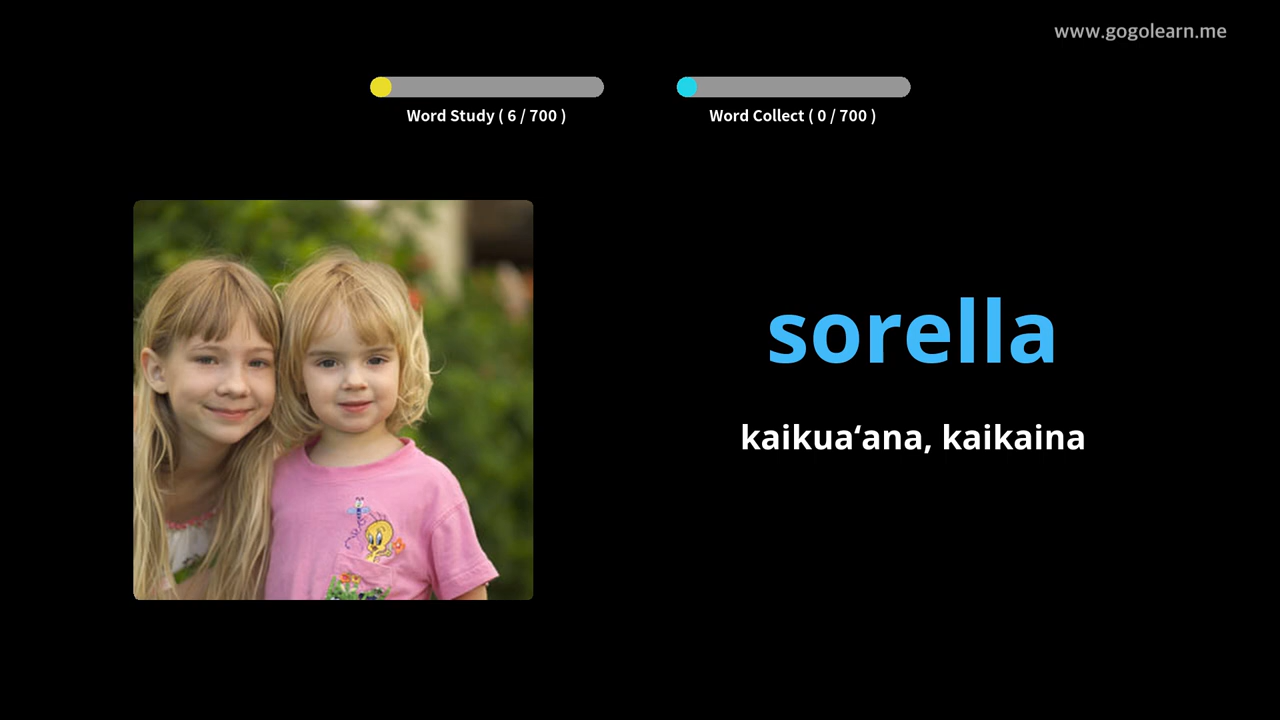 www.gogolearn.me
Word Study ( 6 / 700 )
Word Collect ( 0 / 700 )
sorella
kaikuaʻana, kaikaina